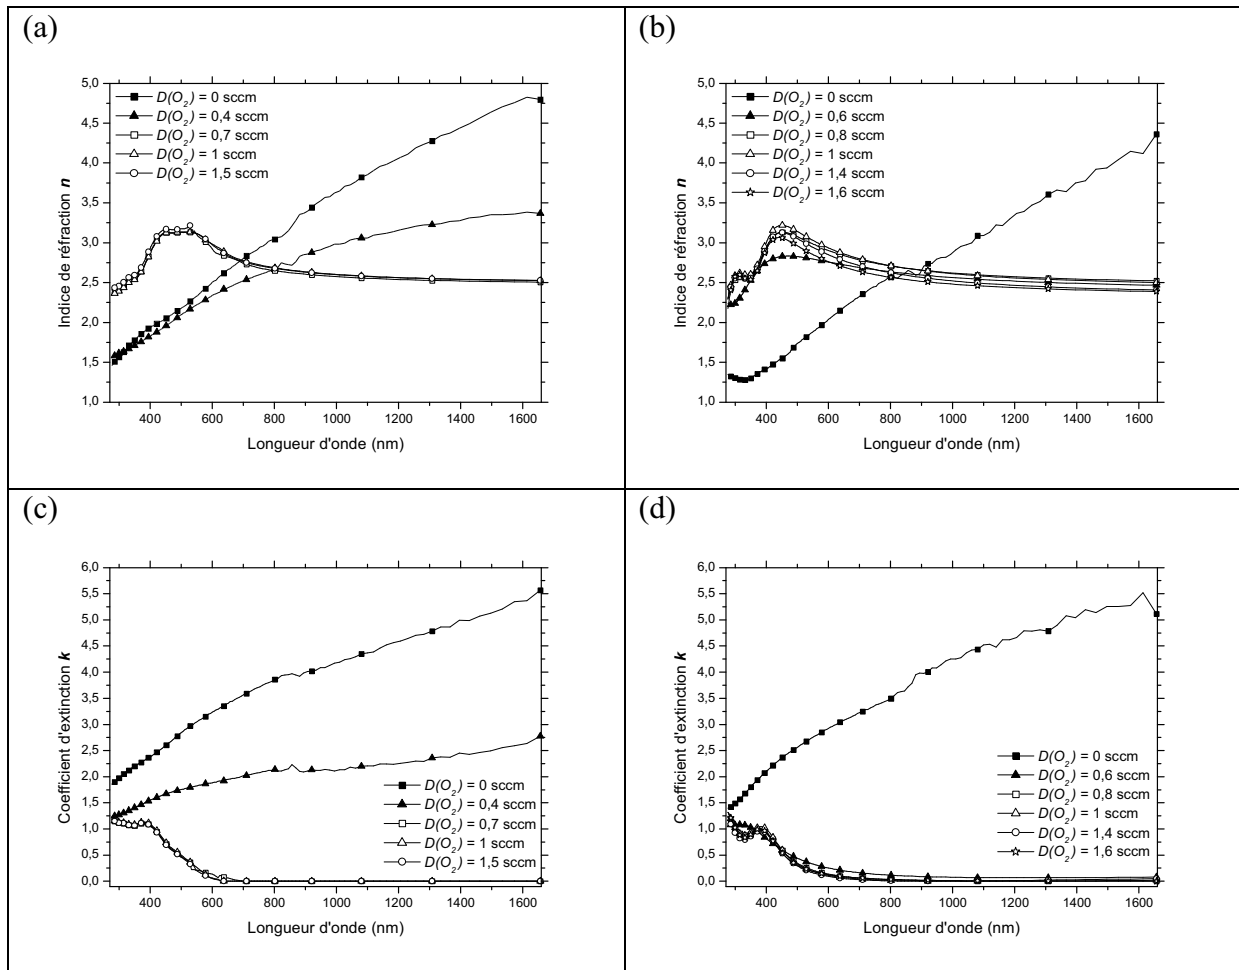 (a)
5,0
4,5
4,0
3,5
3,0
2,5
2,0
1,5
1,0
Indice de réfraction n
D(O2) = 0 sccm
D(O2) = 0,4 sccm
D(O2) = 0,7 sccm
D(O2) = 1 sccm
D(O2) = 1,5 sccm
400 600 800 1000 1200 1400 1600
Longueur d'onde (nm)
(b)
5,0
4,5
4,0
3,5
3,0
2,5
2,0
1,5
1,0
Indice de réfraction n
D(O2) = 0 sccm
D(O2) = 0,6 sccm
D(O2) = 0,8 sccm
D(O2) = 1 sccm
D(O2) = 1,4 sccm
D(O2) = 1,6 sccm
400 600 800 1000 1200 1400 1600
Longueur d'onde (nm)
(c)
6,0
5,5
5,0
4,5
4,0
3,5
3,0
2,5
2,0
1,5
1,0
0,5
0,0
Coefficient d'extinction k
D(O2) = 0 sccm
D(O2) = 0,4 sccm
D(O2) = 0,7 sccm
D(O2) = 1 sccm
D(O2) = 1,5 sccm
400 600 800 1000 1200 1400 1600
Longueur d'onde (nm)
(d)
6,0
5,5
5,0
4,5
4,0
3,5
3,0
2,5
2,0
1,5
1,0
0,5
0,0
Coefficient d'extinction k
D(O2) = 0 sccm
D(O2) = 0,6 sccm
D(O2) = 0,8 sccm
D(O2) = 1 sccm
D(O2) = 1,4 sccm
D(O2) = 1,6 sccm
400 600 800 1000 1200 1400 1600
Longueur d'onde (nm)